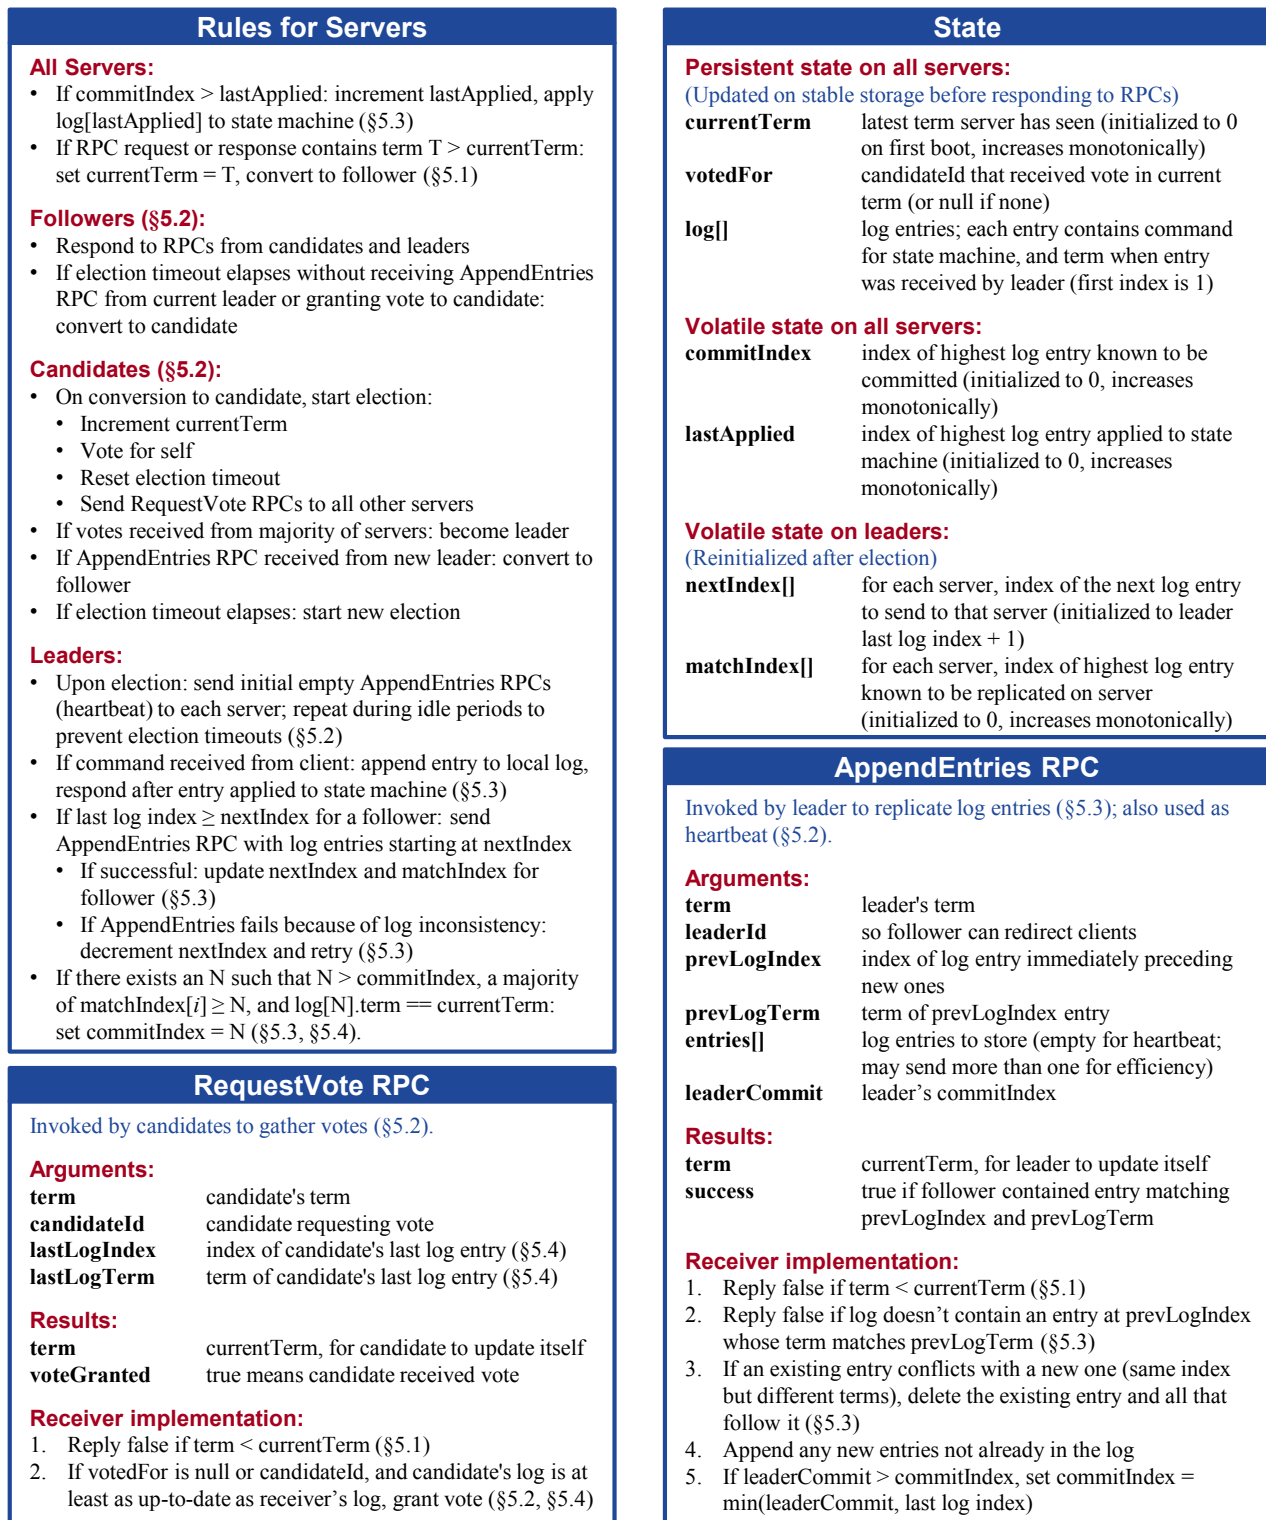 Rules for Servers
All Servers:
• If commitIndex > lastApplied: increment lastApplied, apply
log[lastApplied] to state machine (§5.3)
• If RPC request or response contains term T > currentTerm:
set currentTerm = T, convert to follower (§5.1)
Followers (§5.2):
• Respond to RPCs from candidates and leaders
• If election timeout elapses without receiving AppendEntries
RPC from current leader or granting vote to candidate:
convert to candidate
Candidates (§5.2):
• On conversion to candidate, start election:
• Increment currentTerm
• Vote for self
• Reset election timeout
• Send RequestVote RPCs to all other servers
• If votes received from majority of servers: become leader
• If AppendEntries RPC received from new leader: convert to
follower
• If election timeout elapses: start new election
Leaders:
• Upon election: send initial empty AppendEntries RPCs
(heartbeat) to each server; repeat during idle periods to
prevent election timeouts (§5.2)
• If command received from client: append entry to local log,
respond after entry applied to state machine (§5.3)
• If last log index ≥ nextIndex for a follower: send
AppendEntries RPC with log entries starting at nextIndex
• If successful: update nextIndex and matchIndex for
follower (§5.3)
• If AppendEntries fails because of log inconsistency:
decrement nextIndex and retry (§5.3)
• If there exists an N such that N > commitIndex, a majority
of matchIndex[i] ≥ N, and log[N].term == currentTerm:
set commitIndex = N (§5.3, §5.4).
RequestVote RPC
Invoked by candidates to gather votes (§5.2).
Arguments:
term candidate's term
candidateId candidate requesting vote
lastLogIndex index of candidate's last log entry (§5.4)
lastLogTerm term of candidate's last log entry (§5.4)
Results:
term currentTerm, for candidate to update itself
voteGranted true means candidate received vote
Receiver implementation:
1. Reply false if term < currentTerm (§5.1)
2. If votedFor is null or candidateId, and candidate's log is at
least as up-to-date as receiver’s log, grant vote (§5.2, §5.4)
State
Persistent state on all servers:
(Updated on stable storage before responding to RPCs)
currentTerm latest term server has seen (initialized to 0
on first boot, increases monotonically)
votedFor candidateId that received vote in current
term (or null if none)
log[] log entries; each entry contains command
for state machine, and term when entry
was received by leader (first index is 1)
Volatile state on all servers:
commitIndex index of highest log entry known to be
committed (initialized to 0, increases
monotonically)
lastApplied index of highest log entry applied to state
machine (initialized to 0, increases
monotonically)
Volatile state on leaders:
(Reinitialized after election)
nextIndex[] for each server, index of the next log entry
to send to that server (initialized to leader
last log index + 1)
matchIndex[] for each server, index of highest log entry
known to be replicated on server
(initialized to 0, increases monotonically)
AppendEntries RPC
Invoked by leader to replicate log entries (§5.3); also used as
heartbeat (§5.2).
Arguments:
term leader's term
leaderId so follower can redirect clients
prevLogIndex index of log entry immediately preceding
new ones
prevLogTerm term of prevLogIndex entry
entries[] log entries to store (empty for heartbeat;
may send more than one for efficiency)
leaderCommit leader’s commitIndex
Results:
term currentTerm, for leader to update itself
success true if follower contained entry matching
prevLogIndex and prevLogTerm
Receiver implementation:
1. Reply false if term < currentTerm (§5.1)
2. Reply false if log doesn’t contain an entry at prevLogIndex
whose term matches prevLogTerm (§5.3)
3. If an existing entry conflicts with a new one (same index
but different terms), delete the existing entry and all that
follow it (§5.3)
4. Append any new entries not already in the log
5. If leaderCommit > commitIndex, set commitIndex =
min(leaderCommit, last log index)